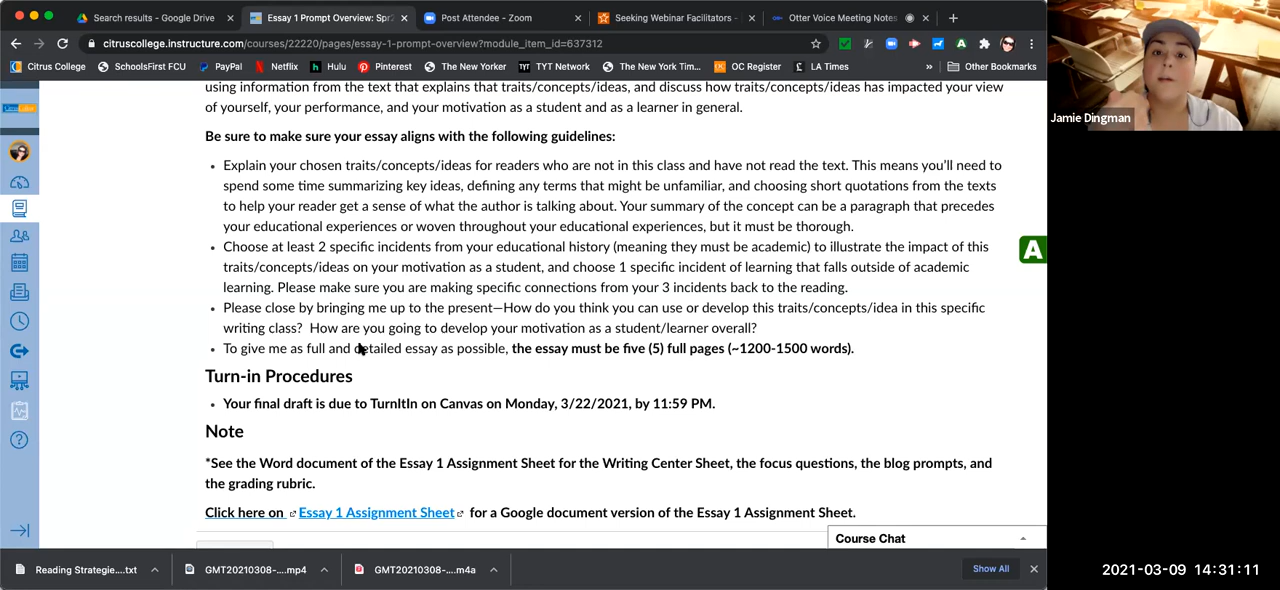 Search results - Google Drive
Essay 1 Prompt Overview: Spr2
Post Attendee - Zoom
Seeking Webinar Facilitators -
Otter Voice Meeting Notes
citruscollege.instructure.com/courses/22220/pages/essay-1-prompt-overview?module_item_id=637312
Citrus College
SchoolsFirst FCU
PayPal
Netflix
Hulu
Pinterest
The New Yorker
TYT Network
The New York Tim...
OC Register
LA Times
»
Other Bookmarks
using information from the text that explains that traits/concepts/ideas, and discuss how traits/concepts/ideas has impacted your view
of yourself, your performance, and your motivation as a student and as a learner in general.
Be sure to make sure your essay aligns with the following guidelines:
• Explain your chosen traits/concepts/ideas for readers who are not in this class and have not read the text. This means you'll need to
spend some time summarizing key ideas, defining any terms that might be unfamiliar, and choosing short quotations from the texts
to help your reader get a sense of what the author is talking about. Your summary of the concept can be a paragraph that precedes
your educational experiences or woven throughout your educational experiences, but it must be thorough.
• Choose at least 2 specific incidents from your educational history (meaning they must be academic) to illustrate the impact of this
traits/concepts/ideas on your motivation as a student, and choose 1 specific incident of learning that falls outside of academic
learning. Please make sure you are making specific connections from your 3 incidents back to the reading.
• Please close by bringing me up to the present—How do you think you can use or develop this traits/concepts/idea in this specific
writing class?  How are you going to develop your motivation as a student/learner overall?
• To give me as full and detailed essay as possible, the essay must be five (5) full pages (~1200-1500 words).
Turn-in Procedures
• Your final draft is due to TurnItIn on Canvas on Monday, 3/22/2021, by 11:59 PM.
Note
*See the Word document of the Essay 1 Assignment Sheet for the Writing Center Sheet, the focus questions, the blog prompts, and
the grading rubric.
Click here on Essay 1 Assignment Sheet for a Google document version of the Essay 1 Assignment Sheet.
Course Chat
Reading Strategie....txt
GMT20210308-....mp4
GMT20210308-....m4a
Show All
Jamie Dingman
A
2021-03-09 14:31:11